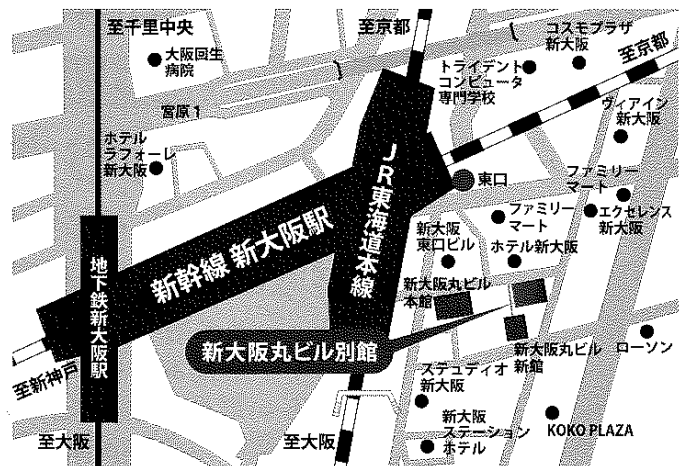 至千里中央
至京都
コスモプラザ
新大阪
大阪回生
病院
トライデント
コンピュータ
専門学校
至京都
宮原1
ヴィアイン
新大阪
ホテル
ラフォーレ
新大阪
JR東海道本線
東口
ファミリー
マート
ファミリー
マート
エクセレンス
新大阪
新幹線 新大阪駅
新大阪
東口ビル
ホテル新大阪
地下鉄新大阪駅
新大阪丸ビル
本館
新大阪丸ビル別館
新大阪丸ビル
新館
ローソン
至新神戸
ステュディオ
新大阪
至大阪
至大阪
新大阪
ステーション
ホテル
KOKO PLAZA